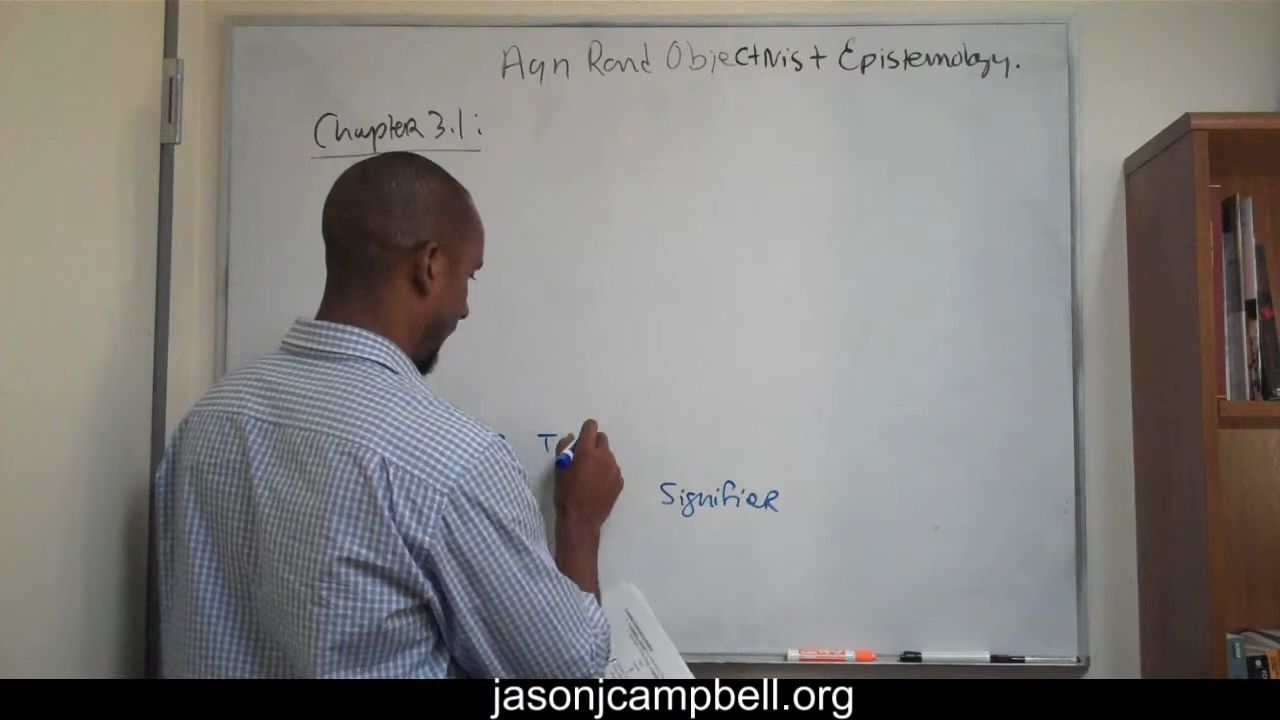 Ayn Rand Objectivist Epistemology.
Chapter 3.1:
T
Signifier
jasonjcampbell.org